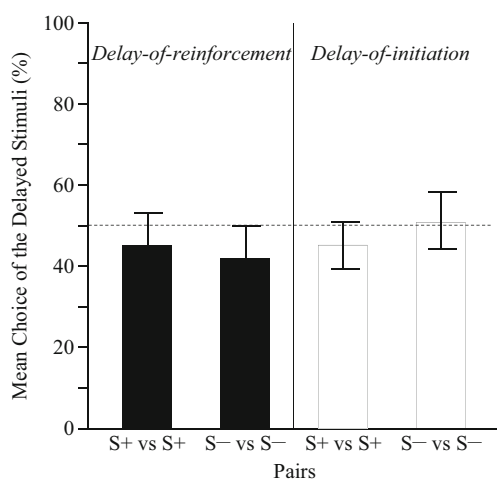 Mean Choice of the Delayed Stimuli (%)
100
80
60
40
20
0
Delay-of-reinforcement
Delay-of-initiation
S+ vs S+
S− vs S−
S+ vs S+
S− vs S−
Pairs